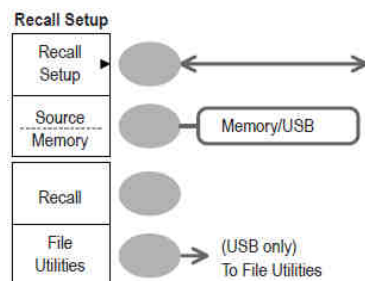 Recall Setup
Recall
Setup
Source
Memory
Memory/USB
Recall
File
Utilities
(USB only)
To File Utilities